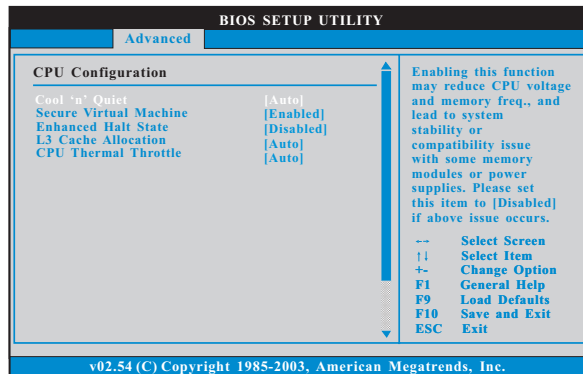 BIOS SETUP UTILITY
Advanced
CPU Configuration
Cool ‘n’ Quiet [Auto]
Secure Virtual Machine [Enabled]
Enhanced Halt State [Disabled]
L3 Cache Allocation [Auto]
CPU Thermal Throttle [Auto]
Enabling this function
may reduce CPU voltage
and memory freq., and
lead to system
stability or
compatibility issue
with some memory
modules or power
supplies. Please set
this item to [Disabled]
if above issue occurs.
←→ Select Screen
↑↓ Select Item
+- Change Option
F1 General Help
F9 Load Defaults
F10 Save and Exit
ESC Exit
v02.54 (C) Copyright 1985-2003, American Megatrends, Inc.